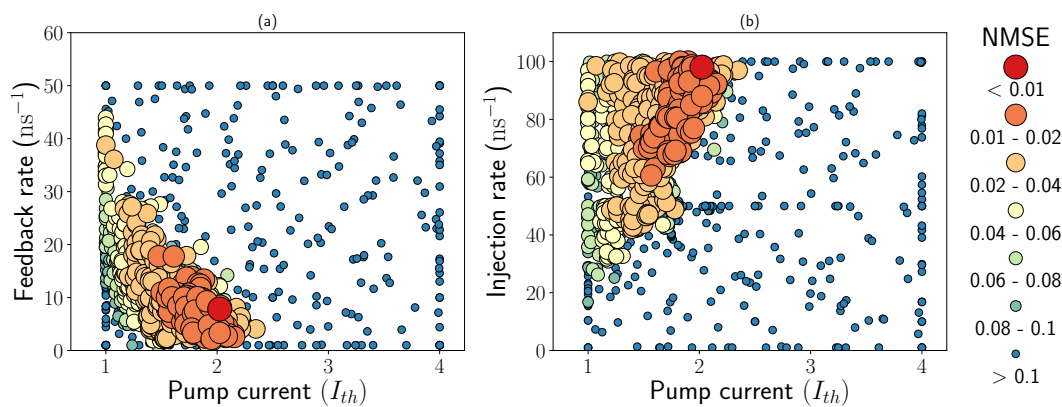 (a)
60
50
40
30
20
10
0
1
2
3
4
Feedback rate (ns⁻¹)
Pump current (I_th)
(b)
100
80
60
40
20
0
1
2
3
4
Injection rate (ns⁻¹)
Pump current (I_th)
NMSE
< 0.01
0.01 - 0.02
0.02 - 0.04
0.04 - 0.06
0.06 - 0.08
0.08 - 0.1
> 0.1